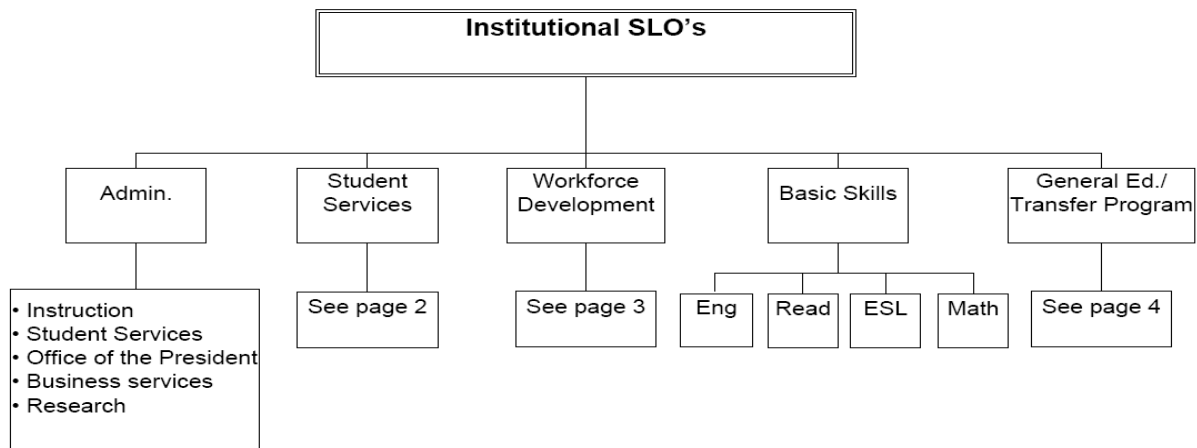 Institutional SLO’s
Admin.
Student
Services
Workforce
Development
Basic Skills
General Ed./
Transfer Program
• Instruction
• Student Services
• Office of the President
• Business services
• Research
See page 2
See page 3
Eng
Read
ESL
Math
See page 4